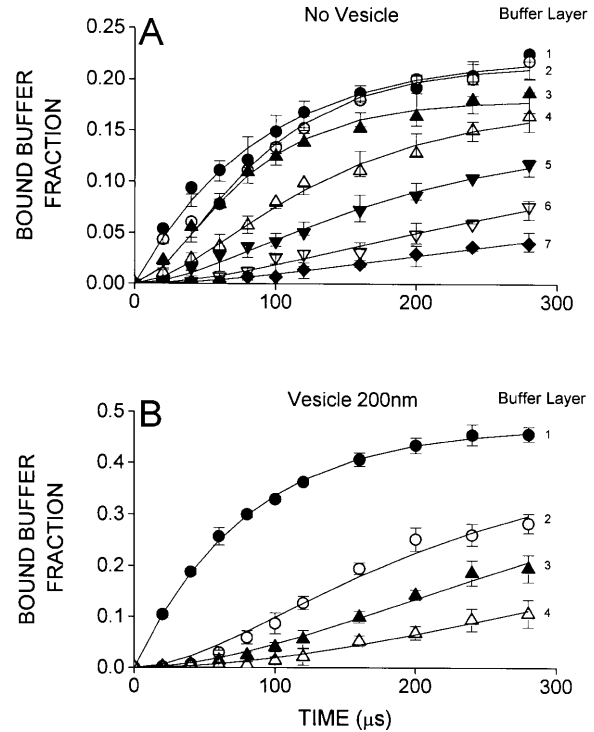 A
No Vesicle
Buffer Layer
BOUND BUFFER
FRACTION
0.25
0.20
0.15
0.10
0.05
0.00
1
2
3
4
5
6
7
0
100
200
300
B
Vesicle 200nm
Buffer Layer
BOUND BUFFER
FRACTION
0.5
0.4
0.3
0.2
0.1
0.0
1
2
3
4
0
100
200
300
TIME (µs)